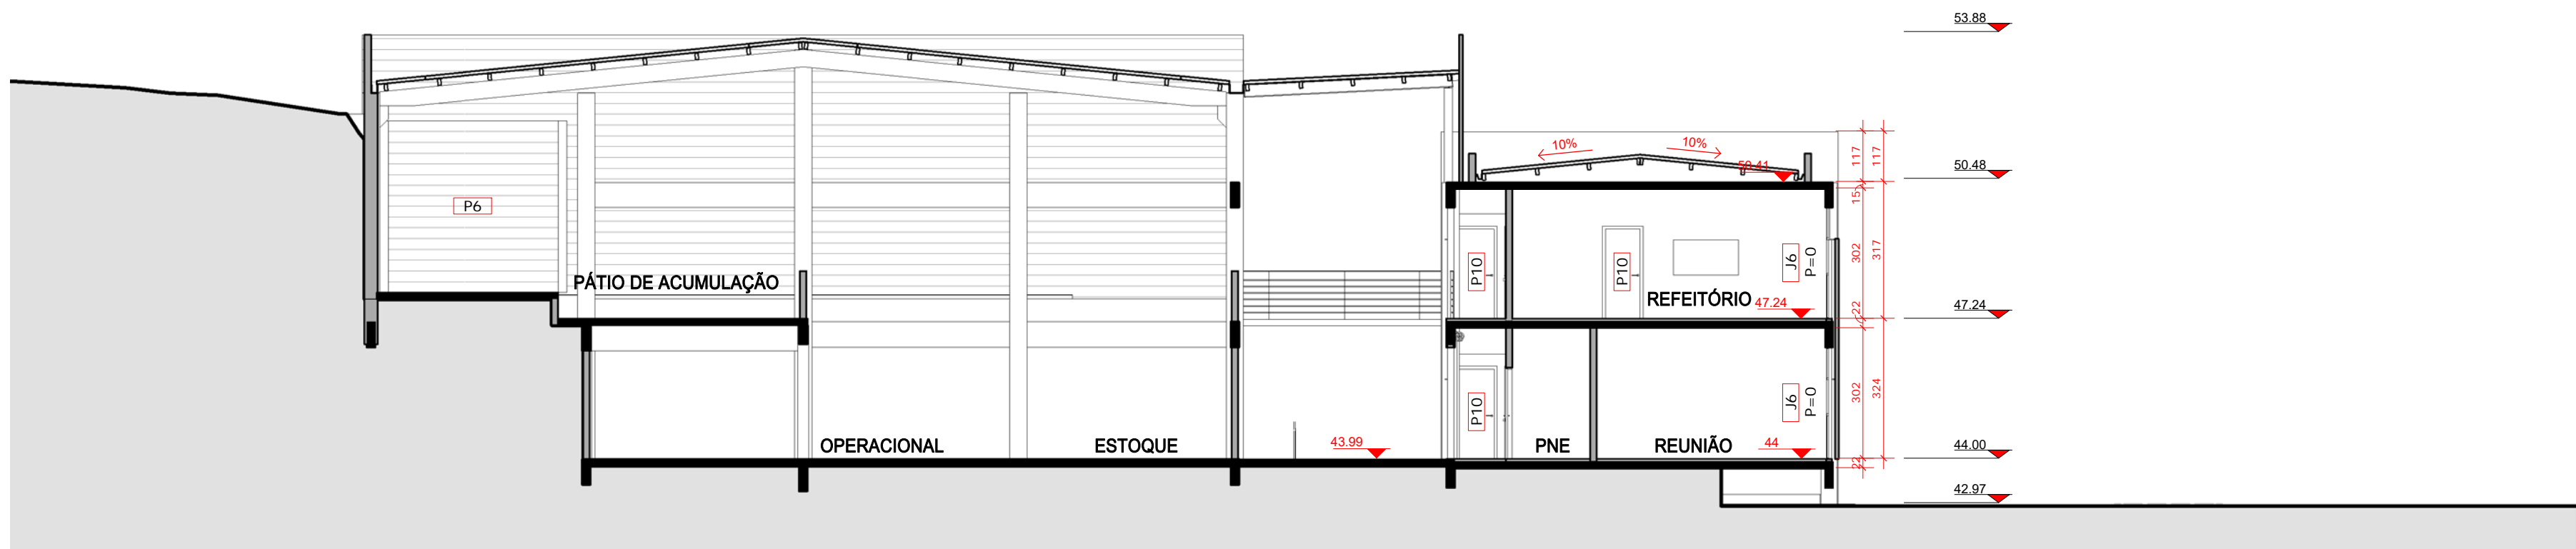 53.88
10%
10%
117
117
50.41
50.48
15
P6
P10
P10
J6
P=0
302
317
PÁTIO DE ACUMULAÇÃO
REFEITÓRIO
47.24
22
47.24
P10
J6
P=0
302
324
OPERACIONAL
ESTOQUE
43.99
PNE
REUNIÃO
44
44.00
22
42.97